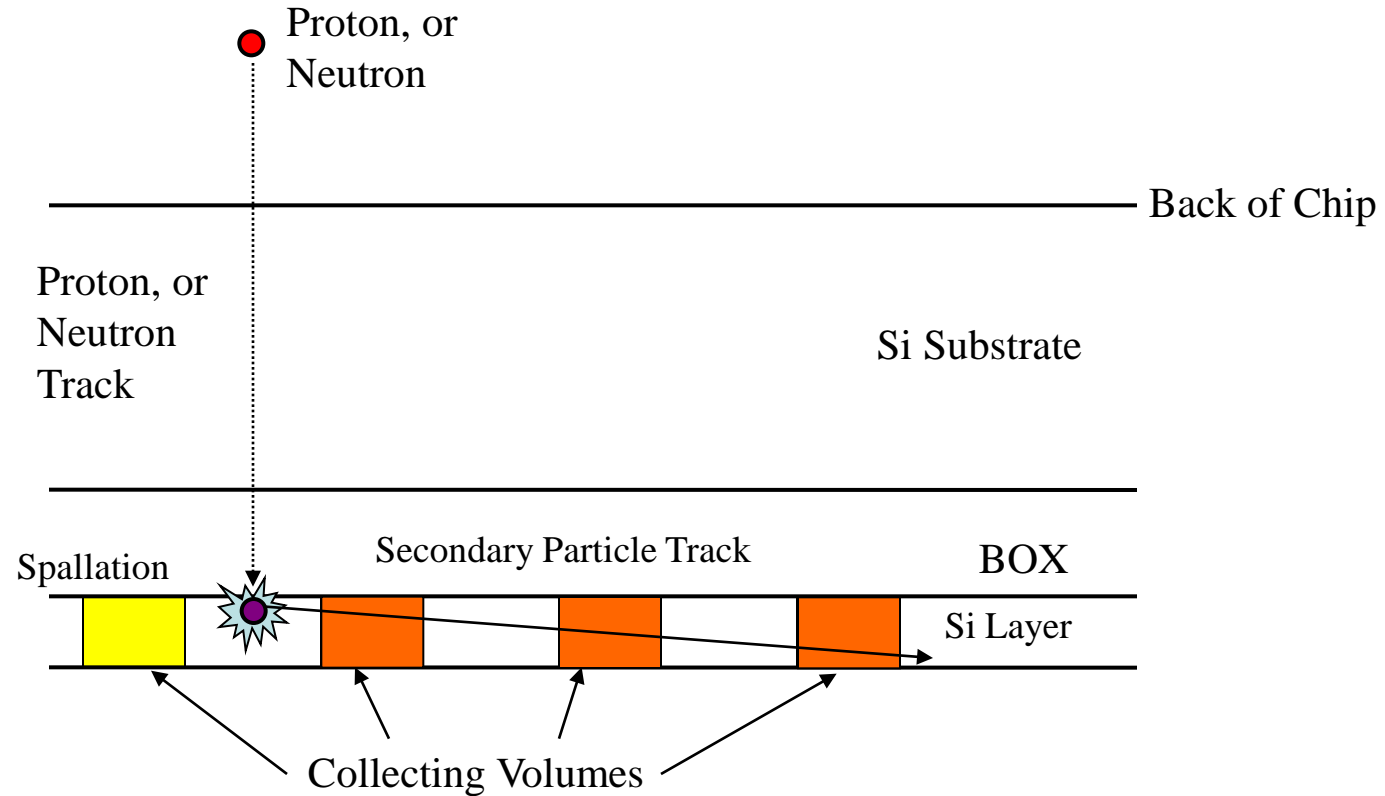 Proton, or
Neutron
Back of Chip
Proton, or
Neutron
Track
Si Substrate
Secondary Particle Track
BOX
Spallation
Si Layer
Collecting Volumes